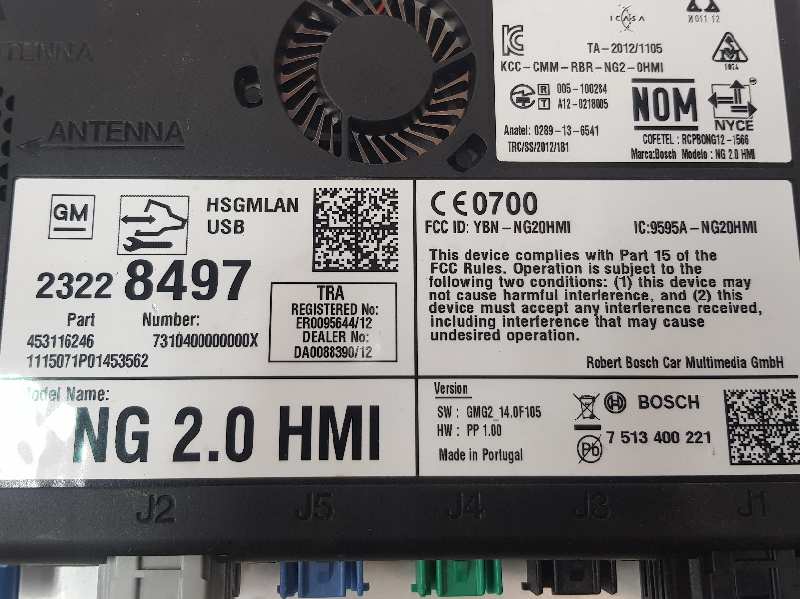 ANTENNA
ANTENNA
ICASA
TA-2012/1105
KCC-CMM-RBR-NG2-0HMI
R 005-100284
T A12-0218005
Anatel: 0289-13-6541
TRC/SS/2012/181
N011 12
NOM
NYCE
COFETEL: RCPBONG12-1566
Marca:Bosch Modelo: NG 2.0 HMI
GM
HSGMLAN
USB
2322 8497
Part Number:
453116246 7310400000000X
1115071P01453562
TRA
REGISTERED No:
ER0095644/12
DEALER No:
DA0088390/12
CE0700
FCC ID: YBN-NG20HMI IC:9595A-NG20HMI
This device complies with Part 15 of the
FCC Rules. Operation is subject to the
following two conditions: (1) this device may
not cause harmful interference, and (2) this
device must accept any interference received,
including interference that may cause
undesired operation.
Robert Bosch Car Multimedia GmbH
odel Name:
NG 2.0 HMI
Version
SW : GMG2_14.0F105
HW : PP 1.00
Made in Portugal
BOSCH
Pb
7 513 400 221
J2 J5 J4 J3 J1